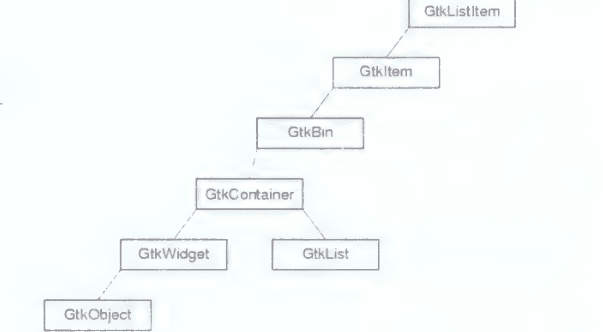 GtkListItem
GtkItem
GtkBin
GtkContainer
GtkWidget
GtkList
GtkObject